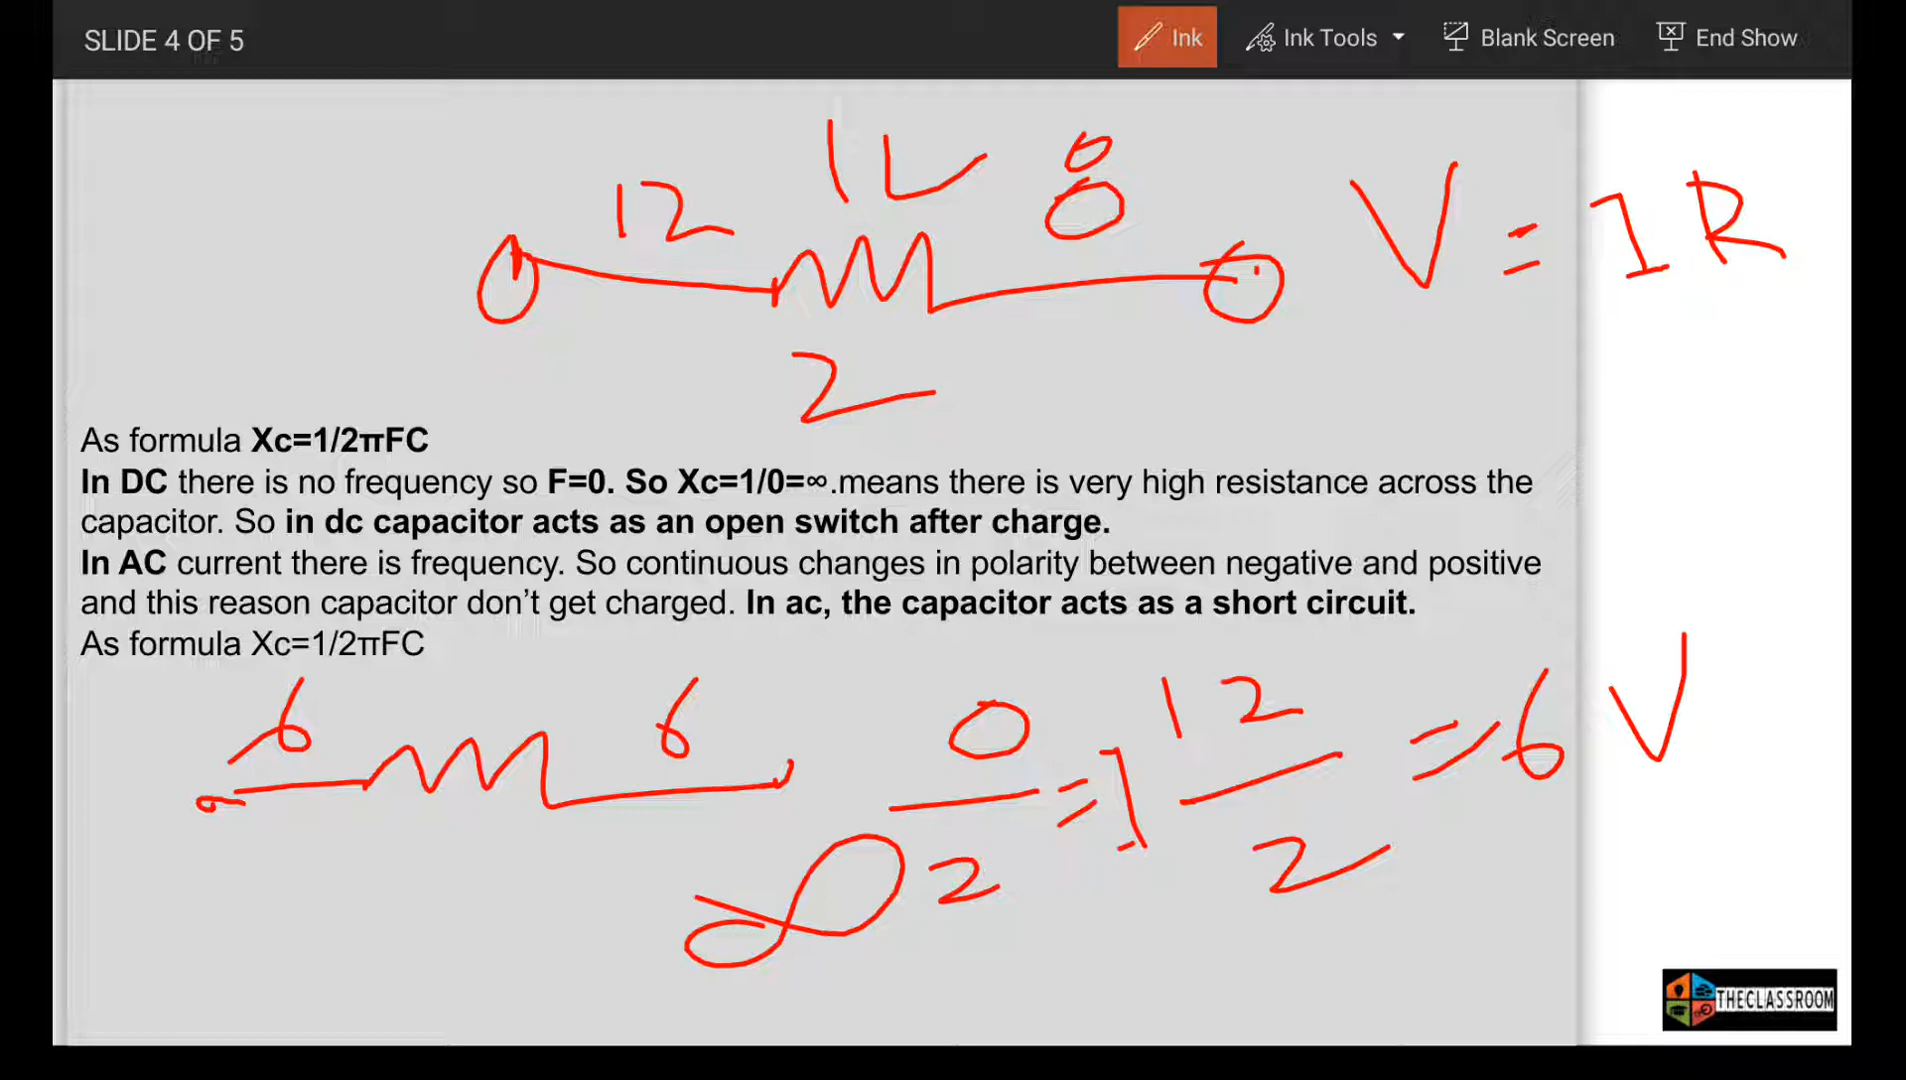 SLIDE 4 OF 5
Ink
Ink Tools
Blank Screen
End Show
12
V = IR
2
As formula Xc=1/2πFC
In DC there is no frequency so F=0. So Xc=1/0=∞.means there is very high resistance across the
capacitor. So in dc capacitor acts as an open switch after charge.
In AC current there is frequency. So continuous changes in polarity between negative and positive
and this reason capacitor don’t get charged. In ac, the capacitor acts as a short circuit.
As formula Xc=1/2πFC
6 6
0
12
= 6 V
2
2
THECLASSROOM